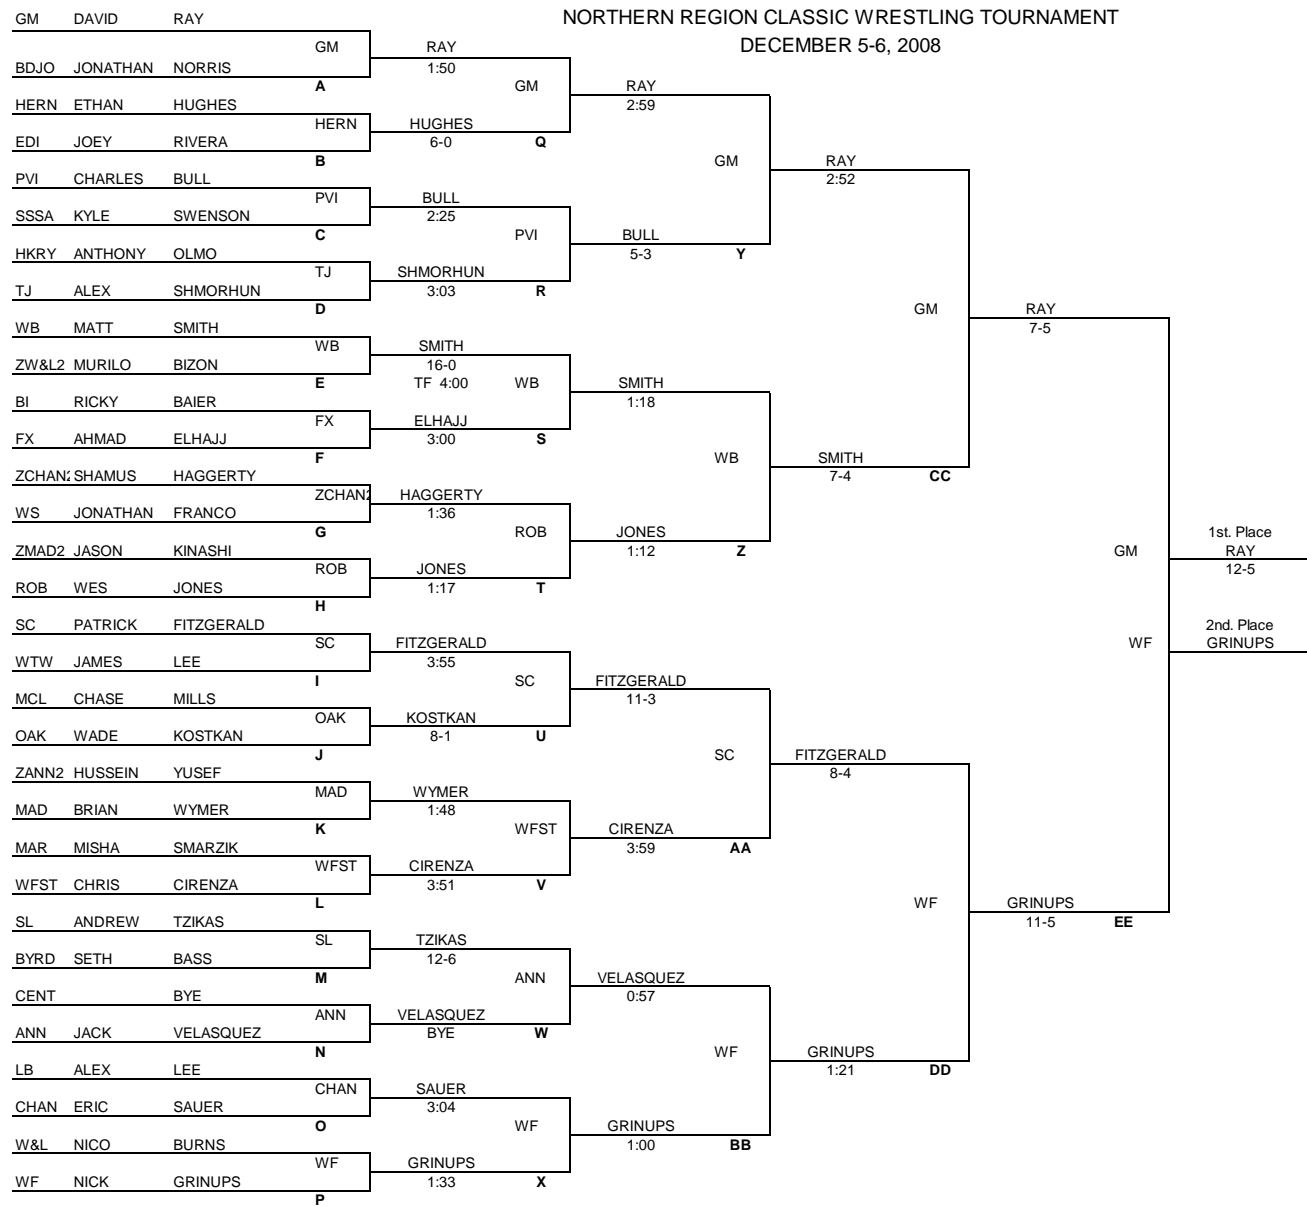 GM DAVID RAY NORTHERN REGION CLASSIC WRESTLING TOURNAMENT
GM RAY DECEMBER 5-6, 2008
BDJO JONATHAN NORRIS 1:50
A GM RAY
HERN ETHAN HUGHES 2:59
HERN HUGHES
EDI JOEY RIVERA 6-0 Q
B GM RAY
PVI CHARLES BULL 2:52
PVI BULL
SSSA KYLE SWENSON 2:25
C PVI BULL
HKRY ANTHONY OLMO 5-3 Y
TJ SHMORHUN
TJ ALEX SHMORHUN 3:03 R
D GM RAY
WB MATT SMITH 7-5
WB SMITH
ZW&L2 MURILO BIZON 16-0
E TF 4:00 WB SMITH
BI RICKY BAIER 1:18
FX ELHAJJ
FX AHMAD ELHAJJ 3:00 S
F WB SMITH
ZCHAN2 SHAMUS HAGGERTY 7-4 CC
ZCHAN2 HAGGERTY
WS JONATHAN FRANCO 1:36
G ROB JONES 1st. Place
ZMAD2 JASON KINASHI 1:12 Z GM RAY
ROB JONES 12-5
ROB WES JONES 1:17 T
H
SC PATRICK FITZGERALD 2nd. Place
SC FITZGERALD WF GRINUPS
WTW JAMES LEE 3:55
I SC FITZGERALD
MCL CHASE MILLS 11-3
OAK KOSTKAN
OAK WADE KOSTKAN 8-1 U
J SC FITZGERALD
ZANN2 HUSSEIN YUSEF 8-4
MAD WYMER
MAD BRIAN WYMER 1:48
K WFST CIRENZA
MAR MISHA SMARZIK 3:59 AA
WFST CIRENZA
WFST CHRIS CIRENZA 3:51 V
L WF GRINUPS
SL ANDREW TZIKAS 11-5 EE
SL TZIKAS
BYRD SETH BASS 12-6
M ANN VELASQUEZ
CENT BYE 0:57
ANN VELASQUEZ
ANN JACK VELASQUEZ BYE W
N WF GRINUPS
LB ALEX LEE 1:21 DD
CHAN SAUER
CHAN ERIC SAUER 3:04
O WF GRINUPS
W&L NICO BURNS 1:00 BB
WF GRINUPS
WF NICK GRINUPS 1:33 X
P